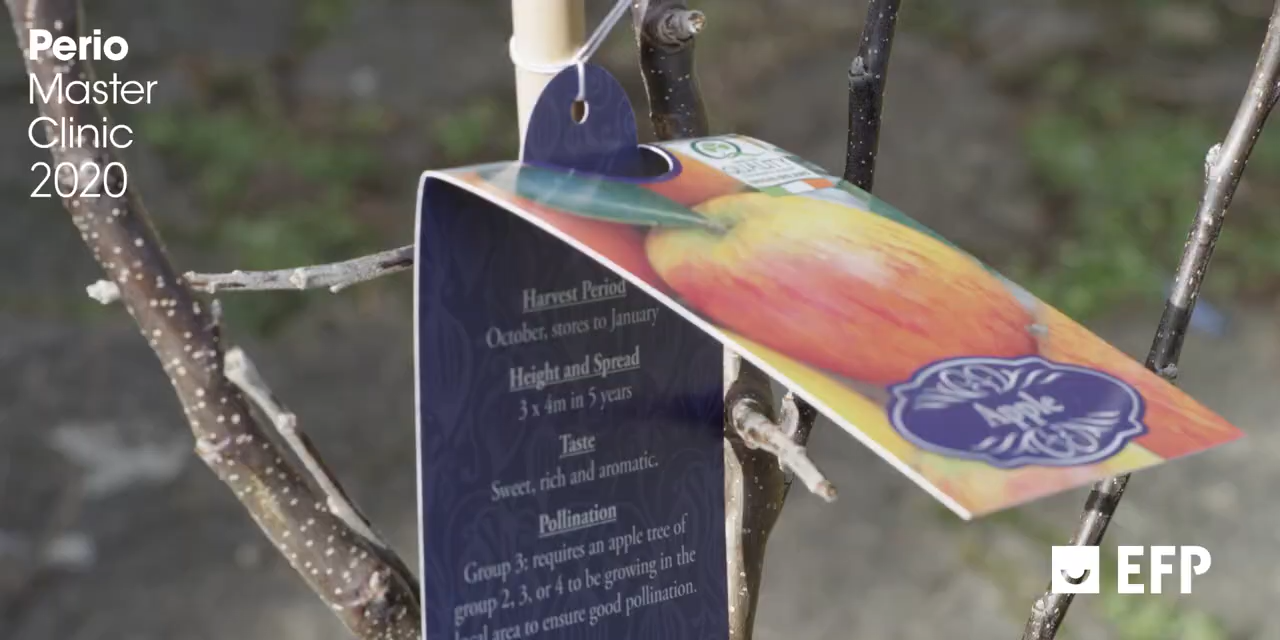 Perio
Master
Clinic
2020
QUALITY
Harvest Period
October, stores to January
Height and Spread
3 x 4m in 5 years
Taste
Sweet, rich and aromatic.
Pollination
Group 3: requires an apple tree of
group 2, 3, or 4 to be growing in the
local area to ensure good pollination.
Apple
EFP